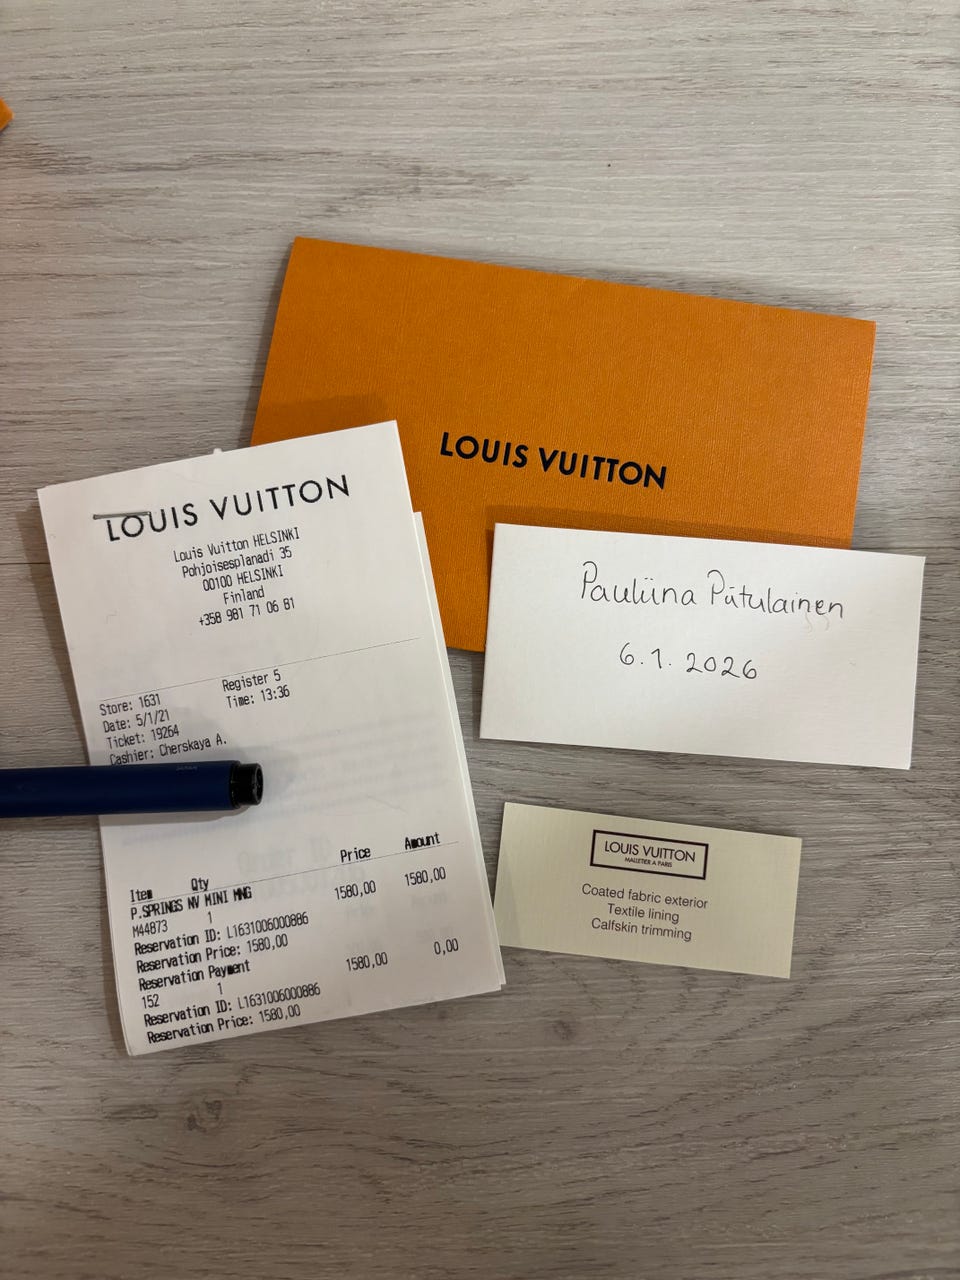 LOUIS VUITTON
LOUIS VUITTON
Louis Vuitton HELSINKI
Pohjoisesplanadi 35
00100 HELSINKI
Finland
+358 981 71 06 81
Store: 1631 Register 5
Date: 5/1/21 Time: 13:36
Ticket: 19264
Cashier: Cherskaya A.
Item Qty Price Amount
P.SPRINGS NV MINI MNG
M44873 1 1580,00 1580,00
Reservation ID: L1631006000886
Reservation Price: 1580,00
Reservation Payment
152 1 1580,00 0,00
Reservation ID: L1631006000886
Reservation Price: 1580,00
Pauliina Piitulainen
6.1.2026
LOUIS VUITTON
MALLETIER A PARIS
Coated fabric exterior
Textile lining
Calfskin trimming